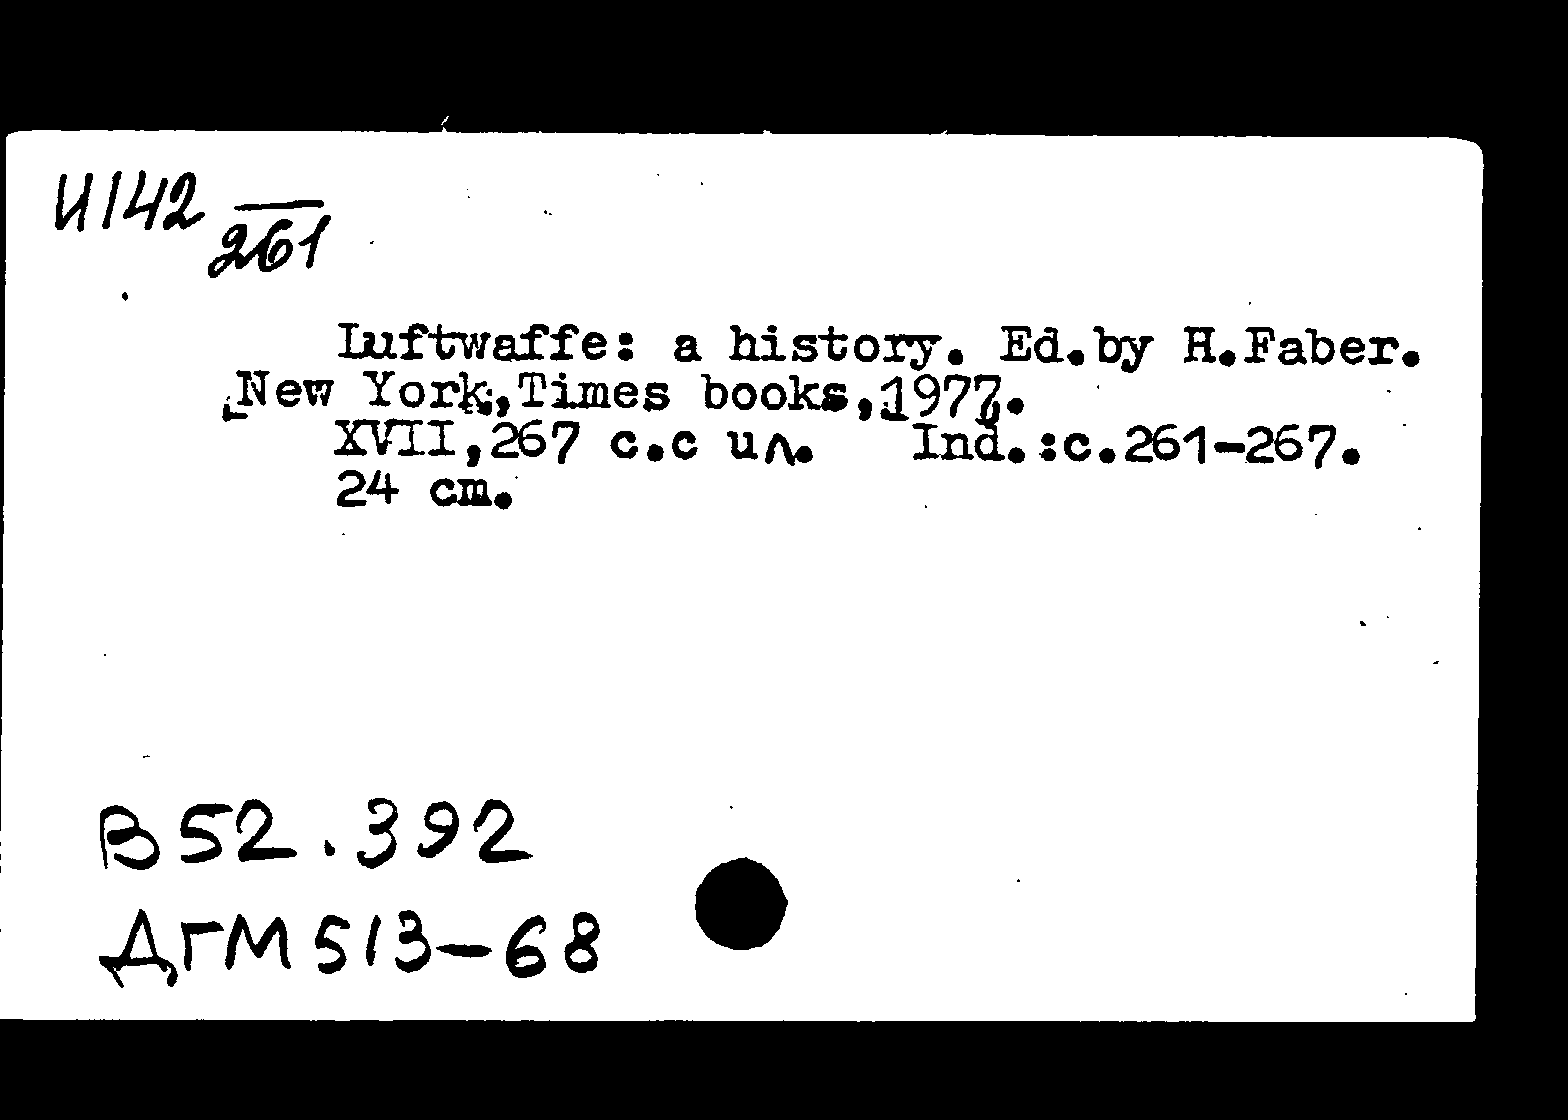 И142
261
Luftwaffe: a history. Ed.by H.Faber.
New York,Times books,1977.
XVII,267 c.c ил. Ind.:c.261-267.
24 cm.
В52.392
ДГМ513-68